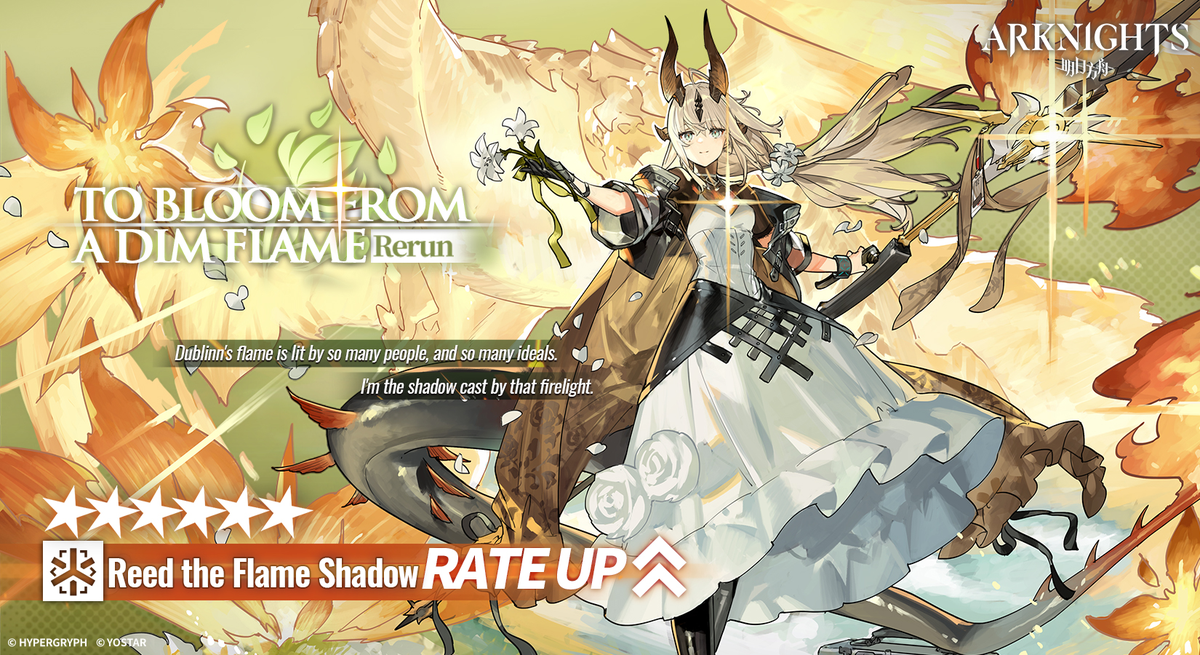 ARKNIGHTS
明日方舟
TO BLOOM FROM
A DIM FLAME Rerun
Dublinn's flame is lit by so many people, and so many ideals.
I'm the shadow cast by that firelight.
Reed the Flame Shadow RATE UP
© HYPERGRYPH © YOSTAR